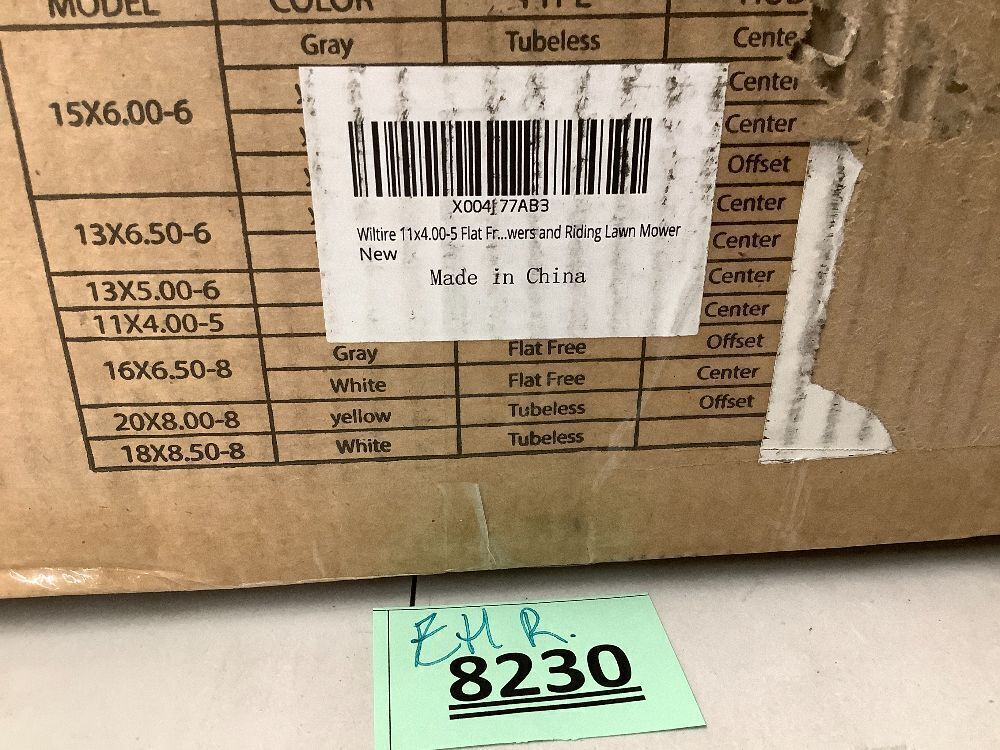 MODEL COLOR TYPE
Gray Tubeless
15X6.00-6 Center
Center
Offset
13X6.50-6 Center
Center
13X5.00-6 Center
11X4.00-5 Center
16X6.50-8 Gray Flat Free Offset
White Flat Free Center
20X8.00-8 yellow Tubeless Offset
18X8.50-8 White Tubeless
X004J77AB3
Wiltire 11x4.00-5 Flat Fr...wers and Riding Lawn Mower
New
Made in China
EHR.
8230